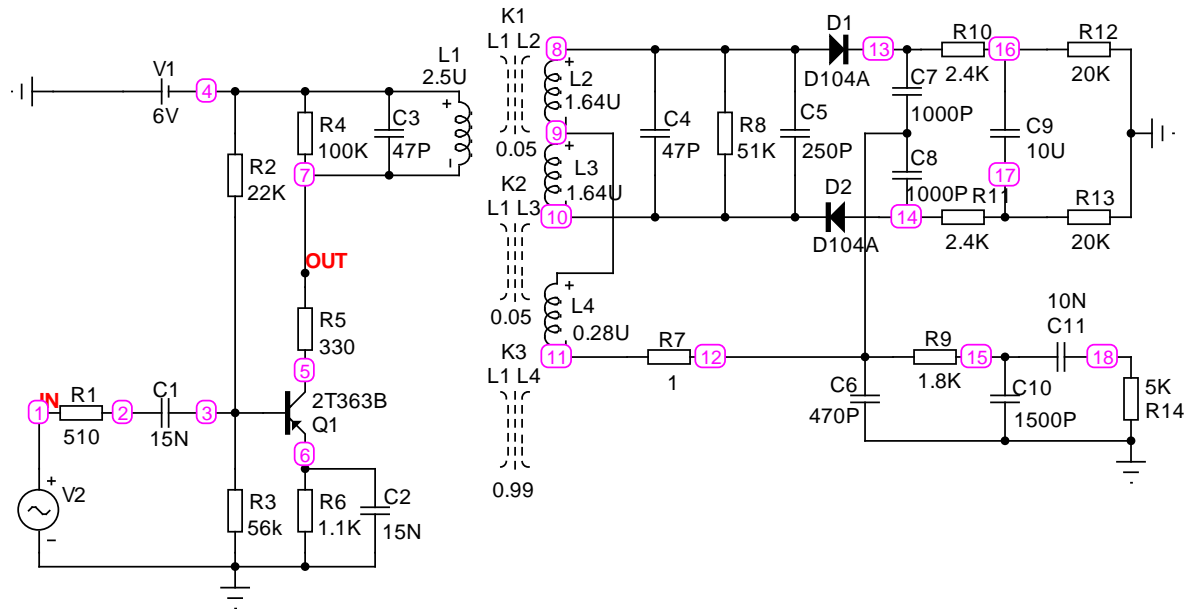 K1
L1 L2
0.05
K2
L1 L3
0.05
K3
L1 L4
0.99
V1
6V
4
R2
22K
R4
100K
C3
47P
L1
2.5U
7
OUT
R5
330
5
2T363B
Q1
6
IN
1
R1
510
2
C1
15N
3
V2
R3
56k
R6
1.1K
C2
15N
8
L2
1.64U
9
L3
1.64U
10
L4
0.28U
11
C4
47P
R8
51K
C5
250P
D1
D104A
D2
D104A
13
C7
1000P
C8
1000P
14
R10
2.4K
16
C9
10U
17
R11
2.4K
R12
20K
R13
20K
R7
1
12
C6
470P
R9
1.8K
15
10N
C11
18
C10
1500P
5K
R14